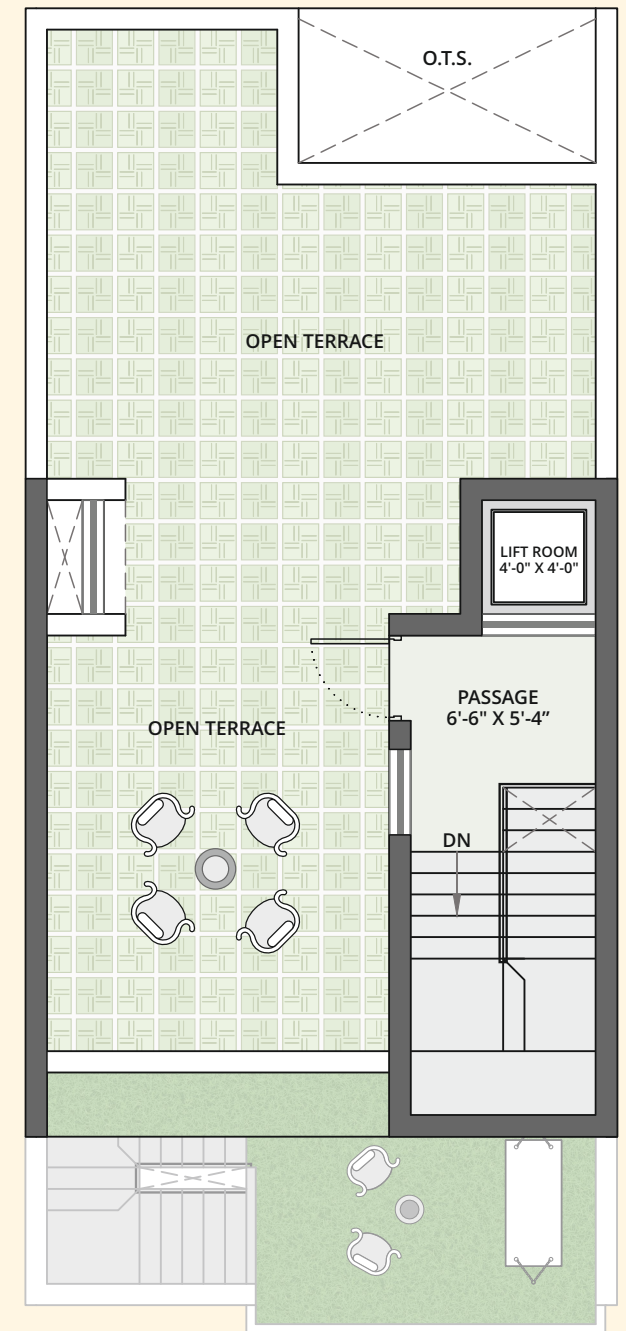 O.T.S.
OPEN TERRACE
LIFT ROOM
4'-0" X 4'-0"
PASSAGE
6'-6" X 5'-4”
OPEN TERRACE
DN